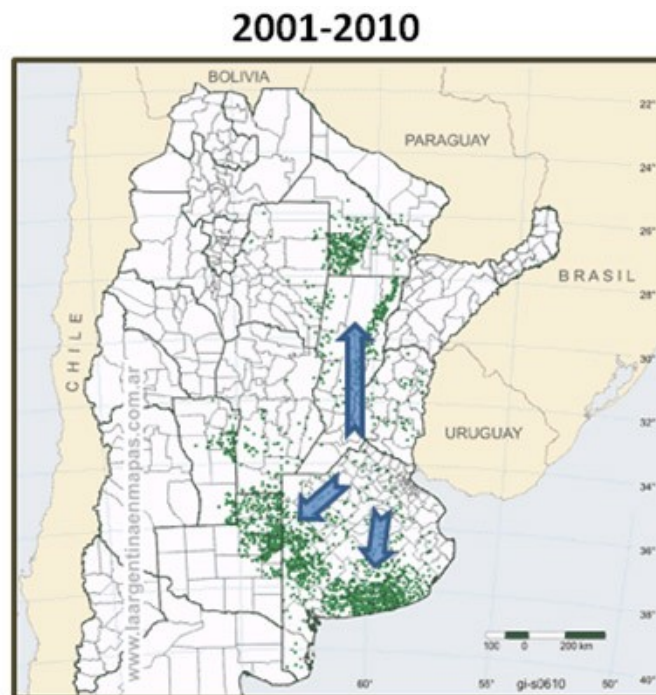 2001-2010
BOLIVIA
22°
PARAGUAY
24°
26°
BRASIL
28°
CHILE
30°
32°
URUGUAY
www.laargentinaenmapas.com.ar
34°
36°
38°
100 0 200 km
60° 55° gi-s0610 50°